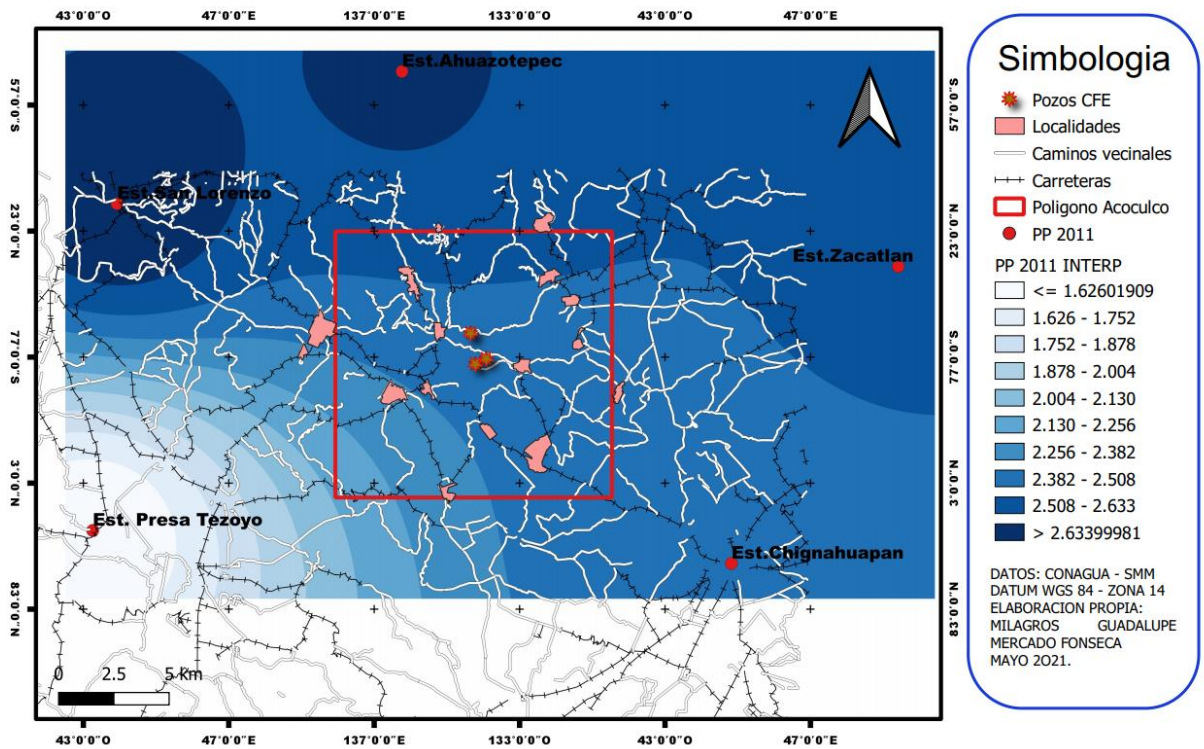 43°0'0"O 47°0'0"O 137°0'0"O 133°0'0"O 43°0'0"O 47°0'0"O
57°0'0"S
23°0'0"N
77°0'0"S
3°0'0"N
83°0'0"N
Est.Ahuazotepec
Est.San Lorenzo
Est.Zacatlan
Est. Presa Tezoyo
Est.Chignahuapan
0 2.5 5 Km
57°0'0"S
23°0'0"N
77°0'0"S
3°0'0"N
83°0'0"N
43°0'0"O 47°0'0"O 137°0'0"O 133°0'0"O 43°0'0"O 47°0'0"O
Simbologia
Pozos CFE
Localidades
Caminos vecinales
Carreteras
Poligono Acoculco
PP 2011
PP 2011 INTERP
<= 1.62601909
1.626 - 1.752
1.752 - 1.878
1.878 - 2.004
2.004 - 2.130
2.130 - 2.256
2.256 - 2.382
2.382 - 2.508
2.508 - 2.633
> 2.63399981
DATOS: CONAGUA - SMM
DATUM WGS 84 - ZONA 14
ELABORACION PROPIA:
MILAGROS GUADALUPE
MERCADO FONSECA
MAYO 2O21.